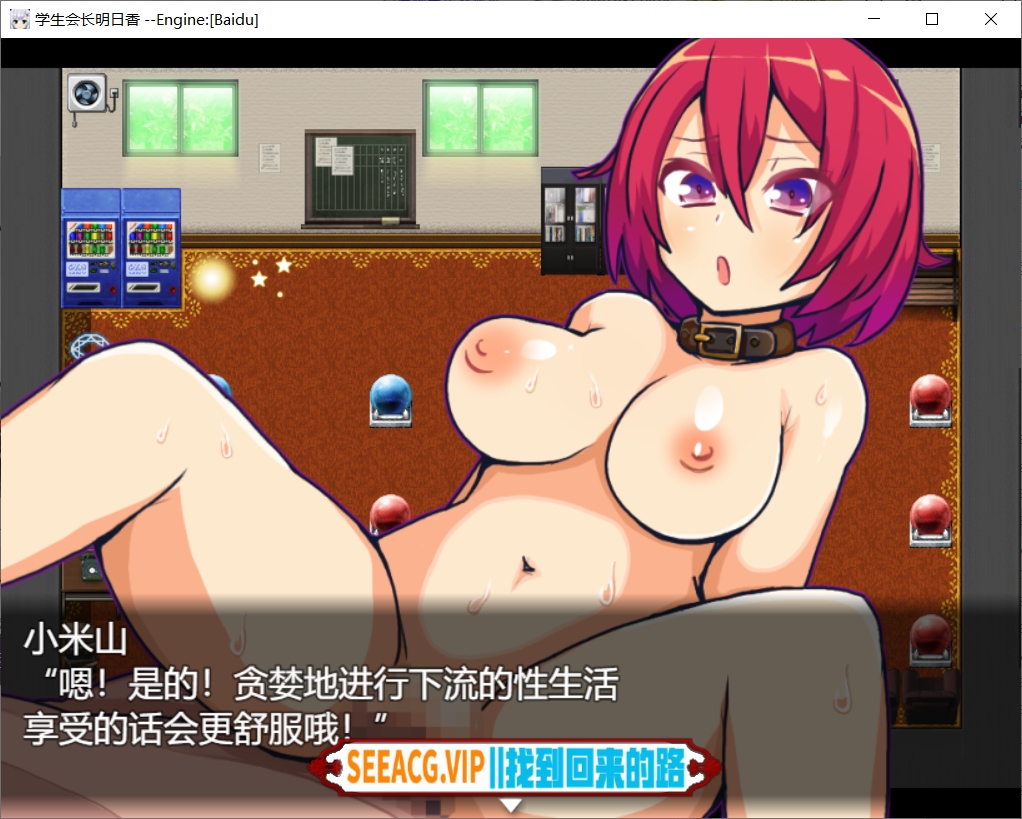 学生会长明日香 --Engine:[Baidu]
小米山
“嗯！是的！贪婪地进行下流的性生活
享受的话会更舒服哦！”
SEEACG.VIP||找到回来的路